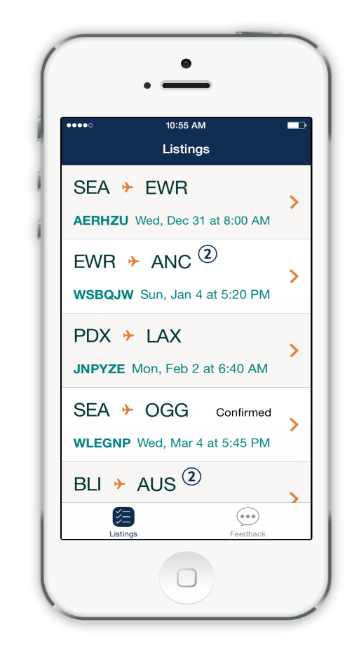 10:55 AM
Listings
SEA EWR
AERHZU Wed, Dec 31 at 8:00 AM
EWR ANC 2
WSBQJW Sun, Jan 4 at 5:20 PM
PDX LAX
JNPYZE Mon, Feb 2 at 6:40 AM
SEA OGG Confirmed
WLEGNP Wed, Mar 4 at 5:45 PM
BLI AUS 2
Listings Feedback